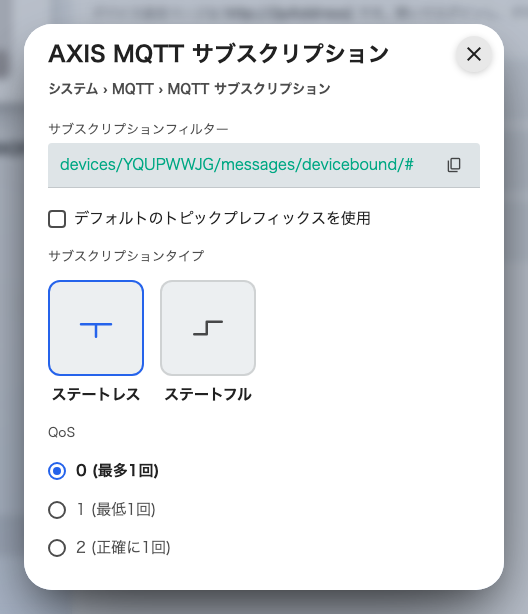 AXIS MQTT サブスクリプション
システム › MQTT › MQTT サブスクリプション
サブスクリプションフィルター
devices/YQUPWWJG/messages/devicebound/#
デフォルトのトピックプレフィックスを使用
サブスクリプションタイプ
ステートレス ステートフル
QoS
0 (最多1回)
1 (最低1回)
2 (正確に1回)